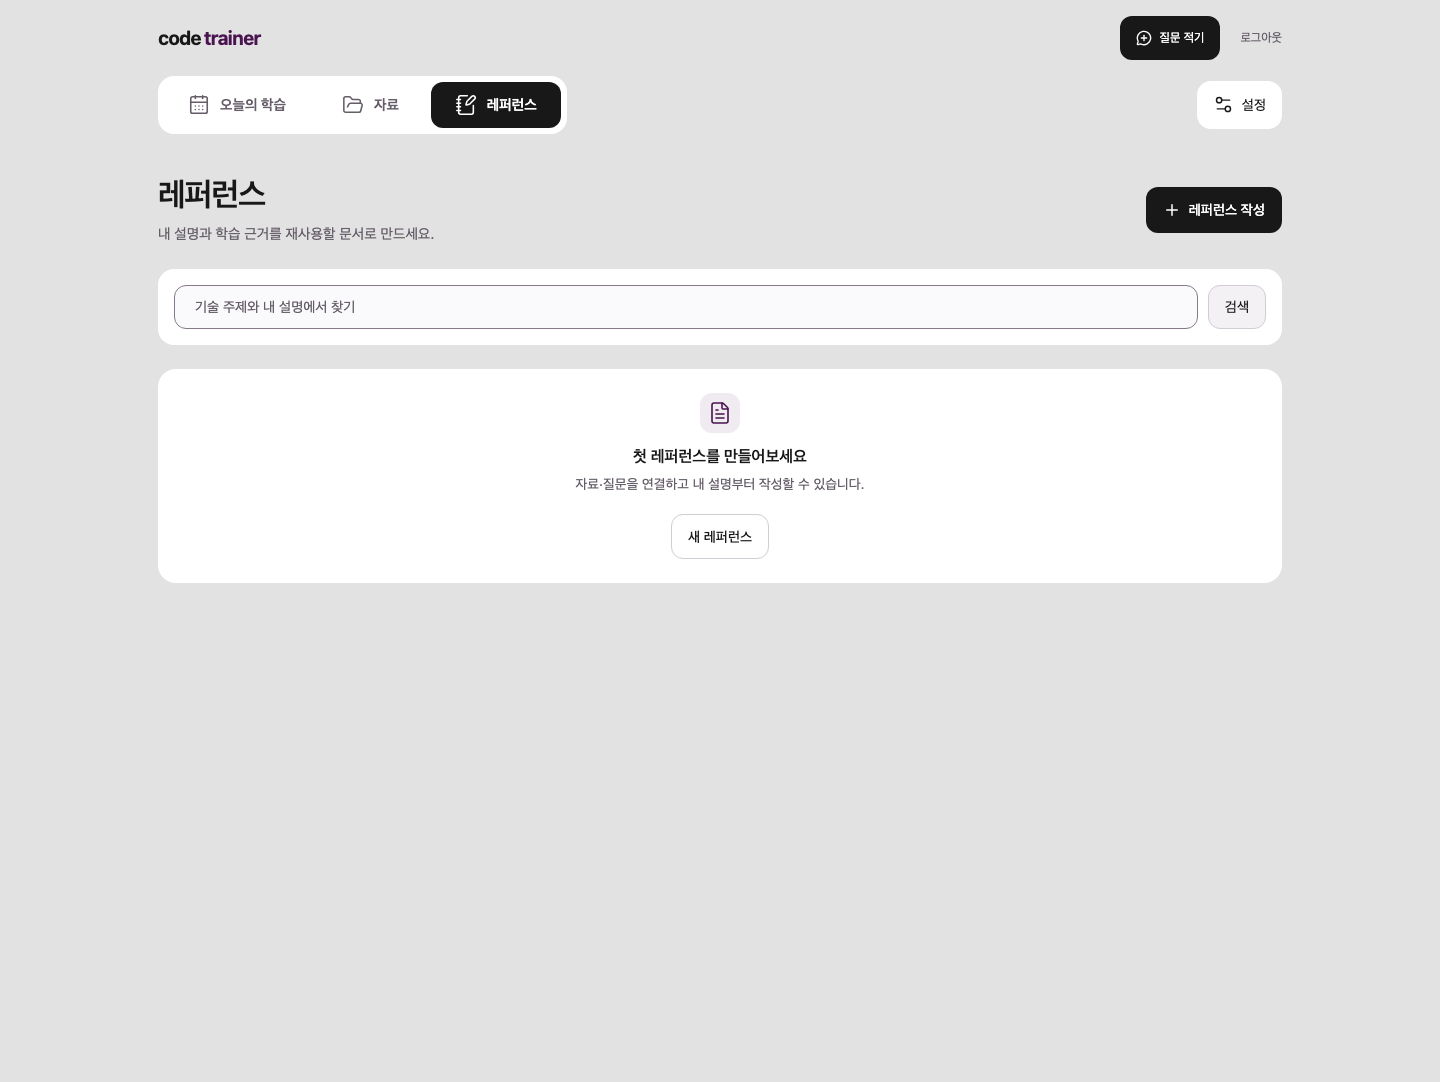 code trainer
질문 적기
로그아웃
오늘의 학습
자료
레퍼런스
설정
레퍼런스
내 설명과 학습 근거를 재사용할 문서로 만드세요.
레퍼런스 작성
기술 주제와 내 설명에서 찾기
검색
첫 레퍼런스를 만들어보세요
자료·질문을 연결하고 내 설명부터 작성할 수 있습니다.
새 레퍼런스